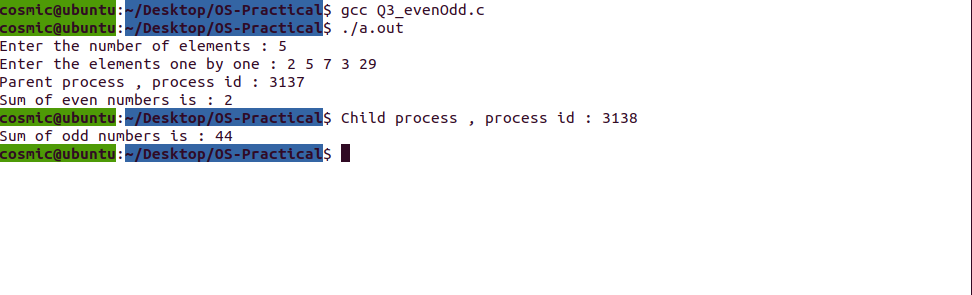 cosmic@ubuntu:~/Desktop/OS-Practical$ gcc Q3_evenOdd.c
cosmic@ubuntu:~/Desktop/OS-Practical$ ./a.out
Enter the number of elements : 5
Enter the elements one by one : 2 5 7 3 29
Parent process , process id : 3137
Sum of even numbers is : 2
cosmic@ubuntu:~/Desktop/OS-Practical$ Child process , process id : 3138
Sum of odd numbers is : 44
cosmic@ubuntu:~/Desktop/OS-Practical$